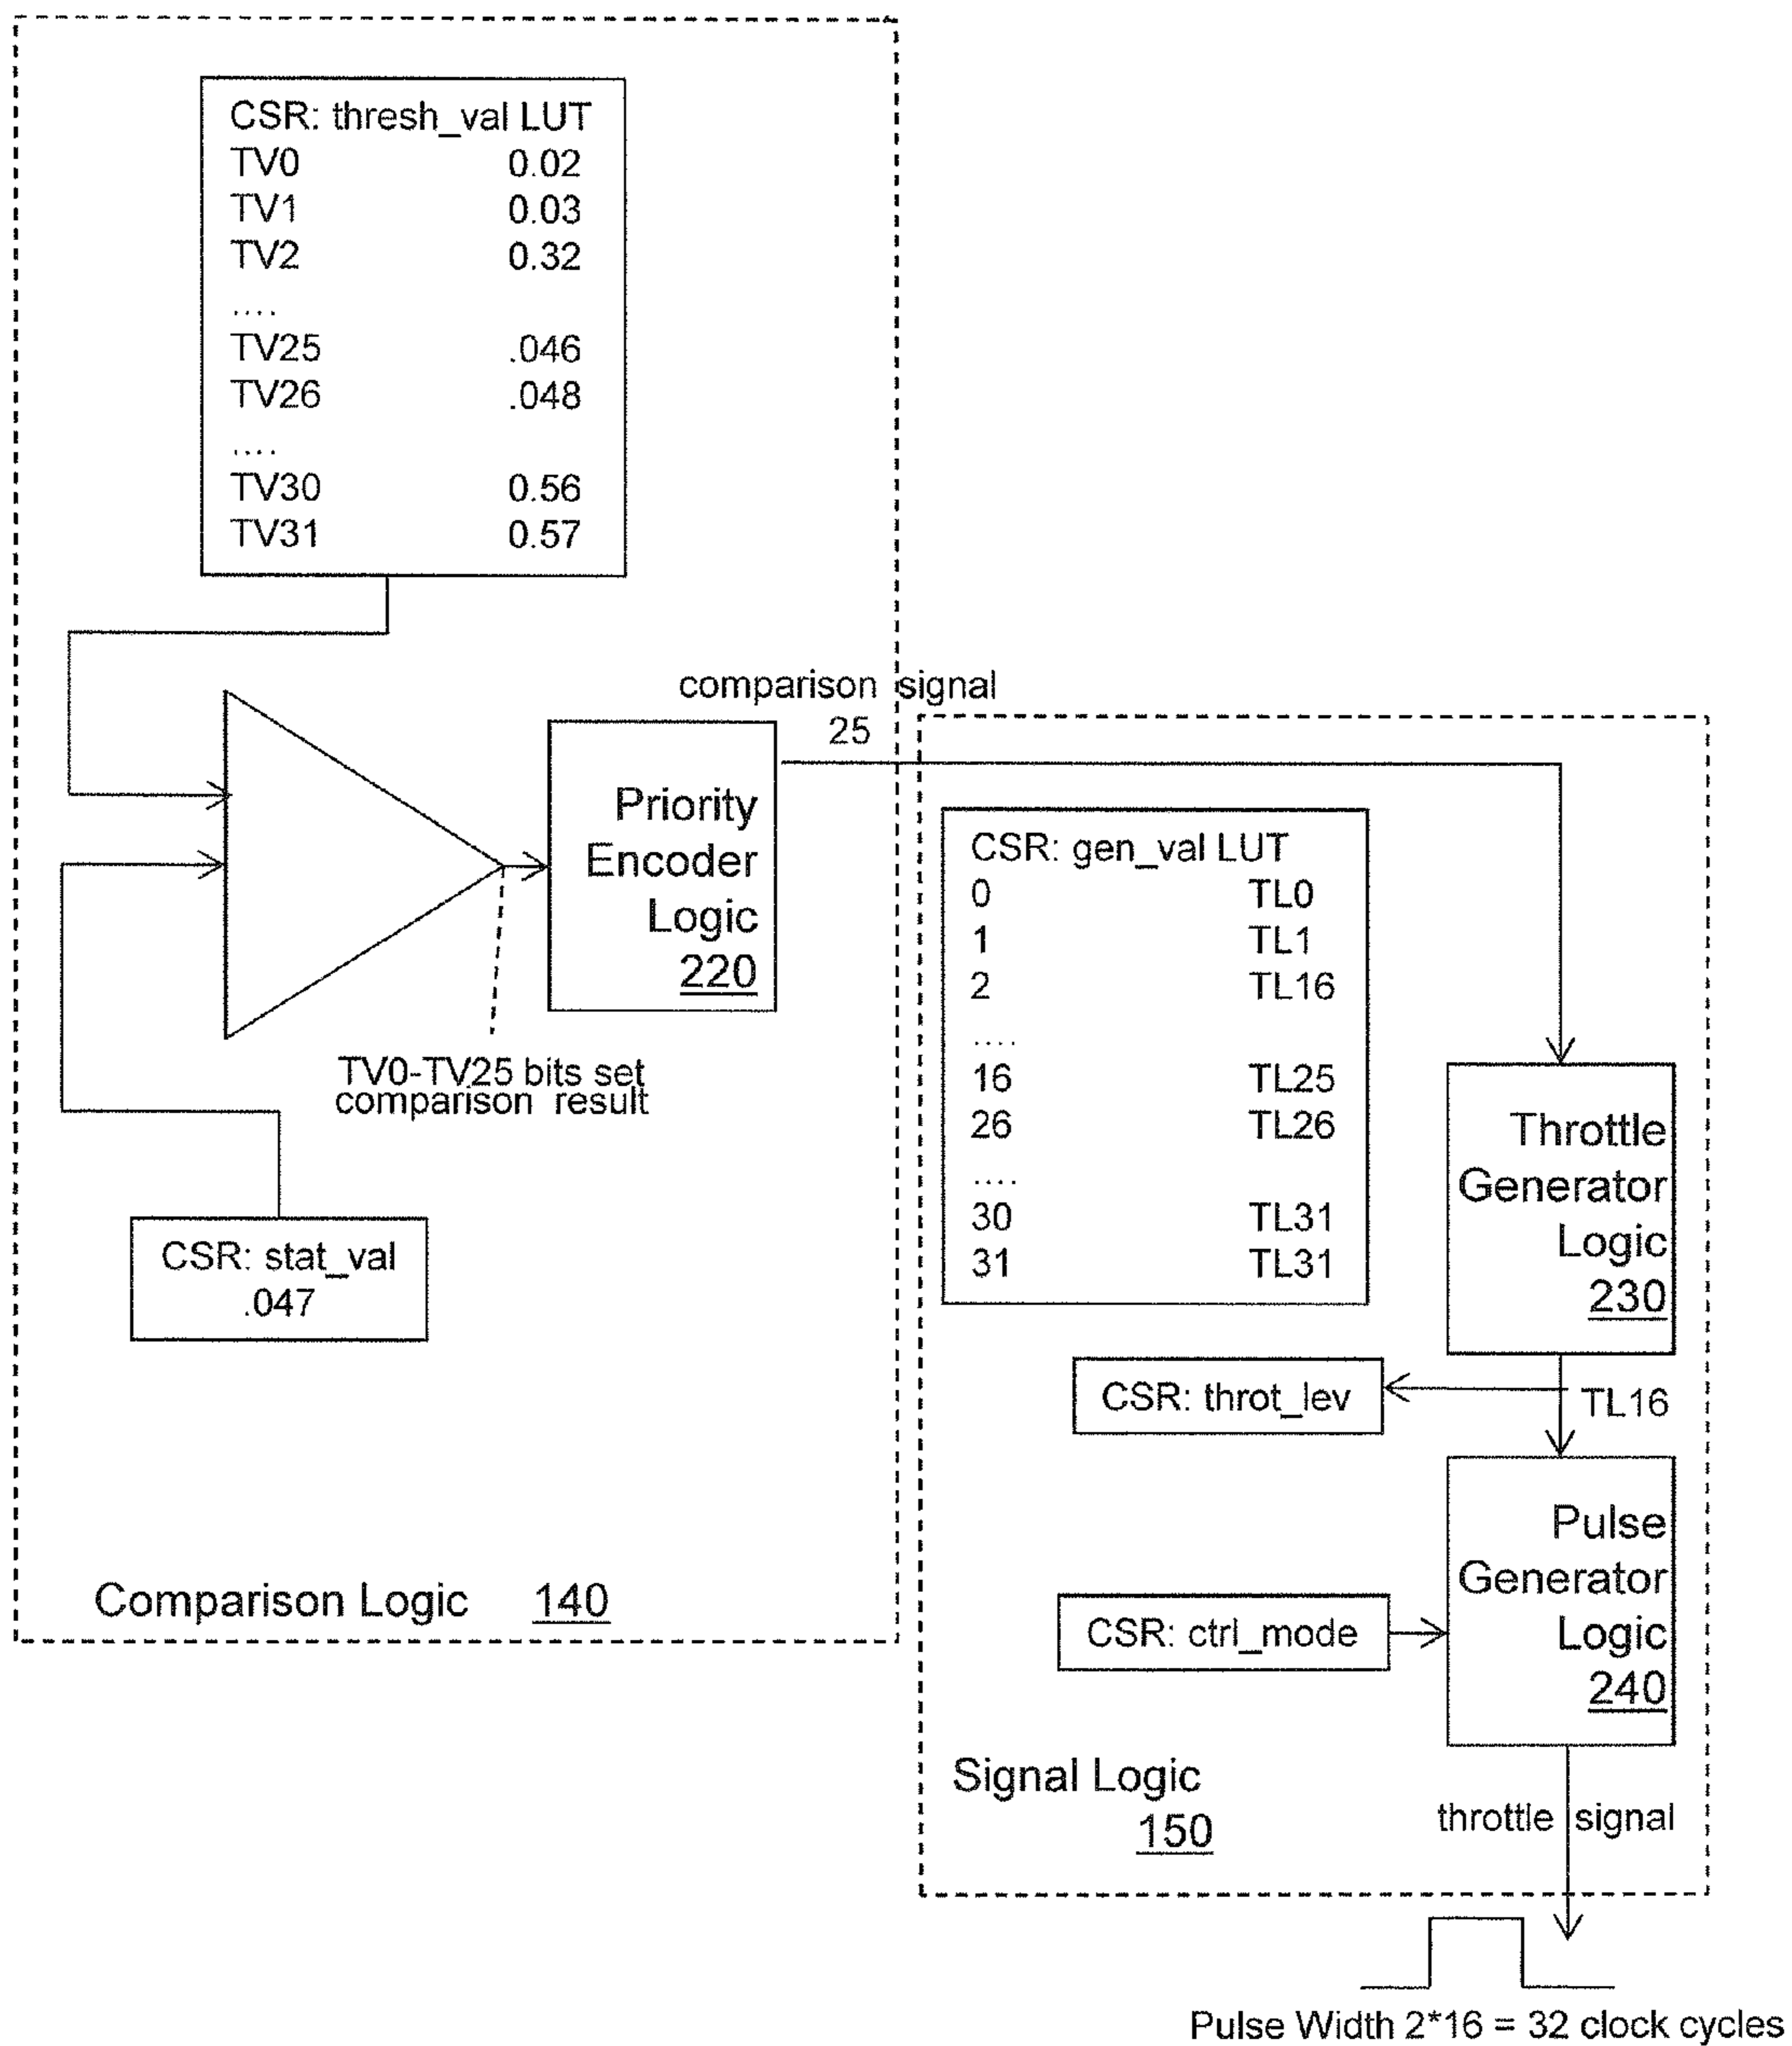 CSR: thresh_val LUT
TV0 0.02
TV1 0.03
TV2 0.32
....
TV25 .046
TV26 .048
....
TV30 0.56
TV31 0.57
comparison signal
25
Priority
Encoder
Logic
220
TV0-TV25 bits set
comparison result
CSR: stat_val
.047
Comparison Logic 140
CSR: gen_val LUT
0 TL0
1 TL1
2 TL16
....
16 TL25
26 TL26
....
30 TL31
31 TL31
Throttle
Generator
Logic
230
CSR: throt_lev
TL16
Pulse
Generator
Logic
240
CSR: ctrl_mode
Signal Logic
150
throttle signal
Pulse Width 2*16 = 32 clock cycles